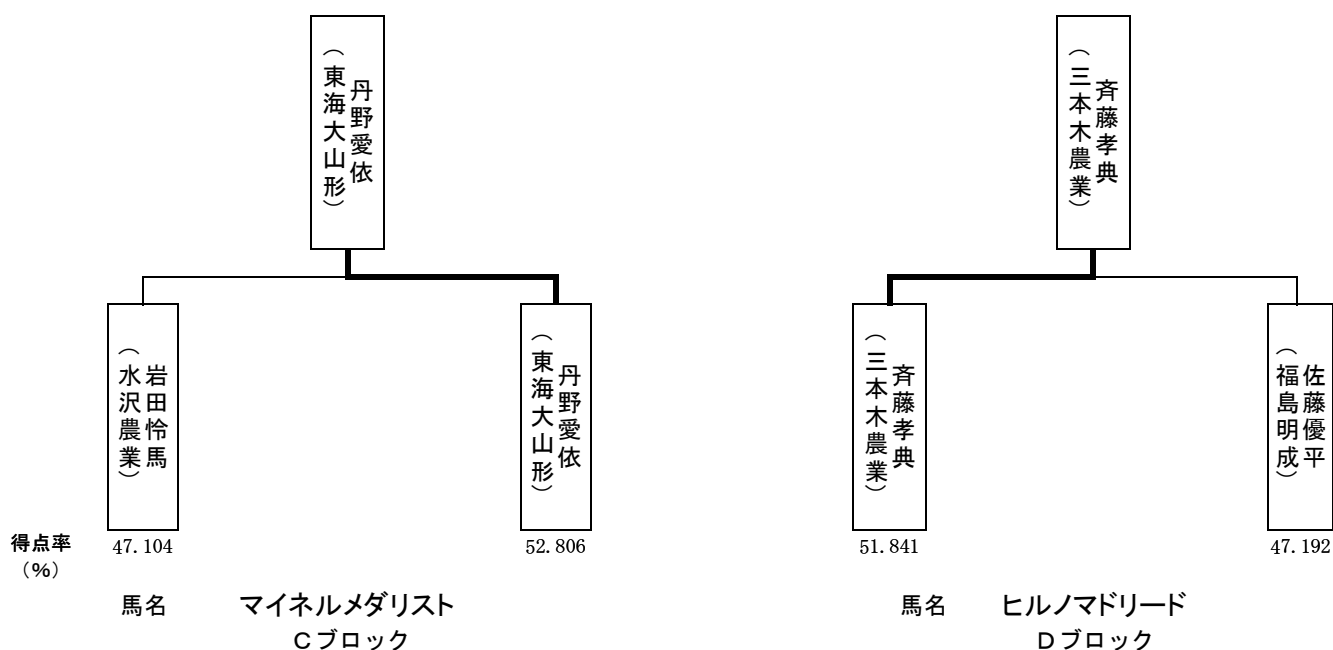 丹野愛依
（東海大山形）
斉藤孝典
（三本木農業）
岩田怜馬
（水沢農業）
丹野愛依
（東海大山形）
斉藤孝典
（三本木農業）
佐藤優平
（福島明成）
得点率
（%）
47.104
52.806
51.841
47.192
馬名
マイネルメダリスト
馬名
ヒルノマドリード
Cブロック
Dブロック